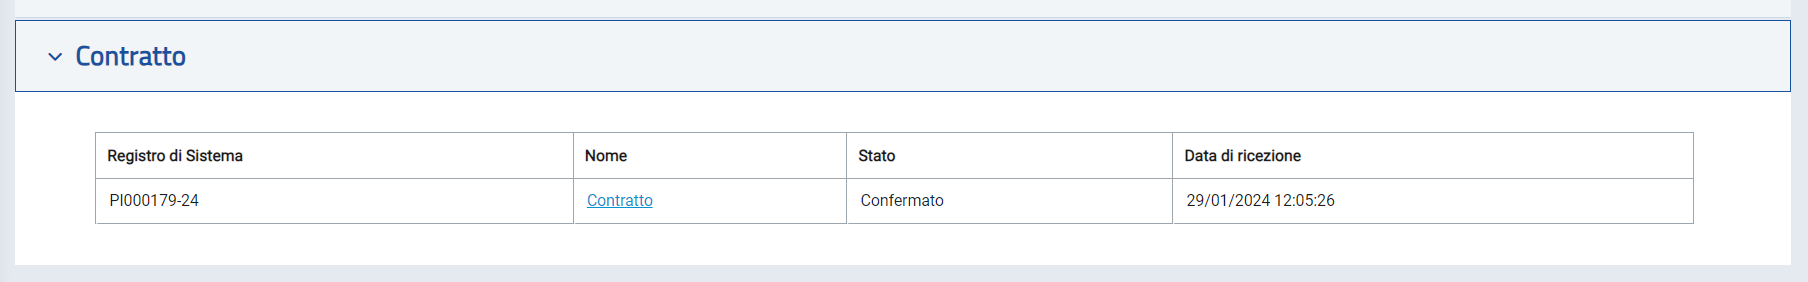 Contratto
Registro di Sistema Nome Stato Data di ricezione
PI000179-24 Contratto Confermato 29/01/2024 12:05:26